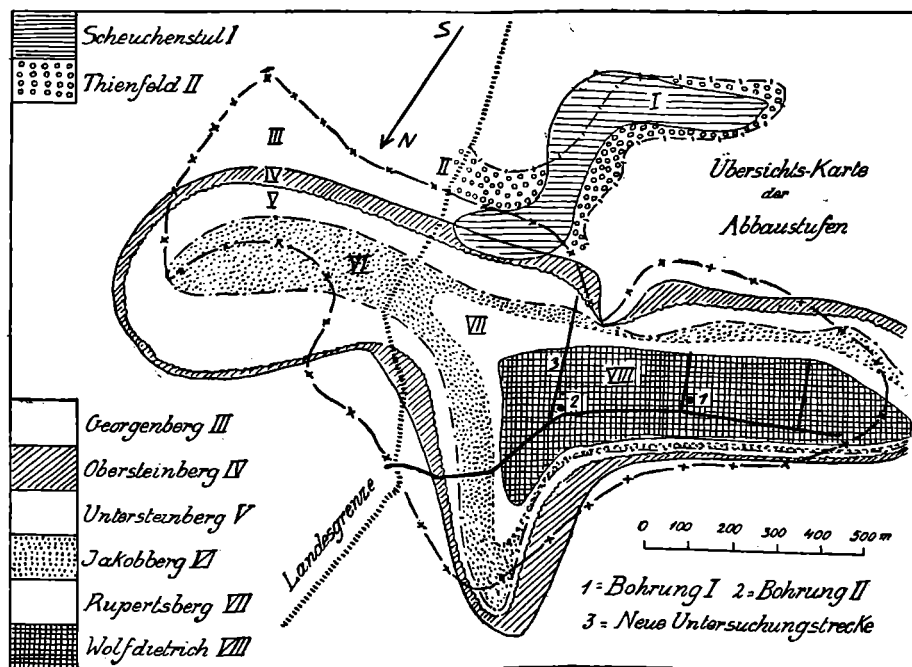 Scheuchenstul I
Thienfeld II
S
N
I
II
III
IV
V
VI
VII
VIII
Übersichts-Karte
der
Abbaustufen
3
2
1
Georgenberg III
Obersteinberg IV
Untersteinberg V
Jakobberg VI
Rupertsberg VII
Wolfdietrich VIII
Landesgrenze
0 100 200 300 400 500 m
1 = Bohrung I 2 = Bohrung II
3 = Neue Untersuchungstrecke